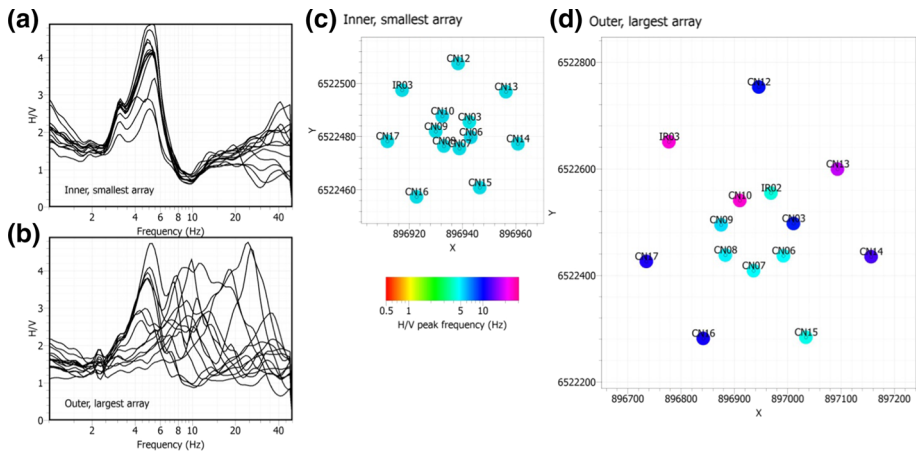 (a)
4
3
2
1
0
H/V
Inner, smallest array
2
4
6
8
10
20
40
Frequency (Hz)
(b)
4
3
2
1
0
H/V
Outer, largest array
2
4
6
8
10
20
40
Frequency (Hz)
(c) Inner, smallest array
6522500
6522480
6522460
Y
CN12
IR03
CN13
CN10
CN03
CN09
CN06
CN17
CN08
CN07
CN14
CN16
CN15
896920 896940 896960
X
0.5 1 5 10
H/V peak frequency (Hz)
(d) Outer, largest array
6522800
6522600
6522400
6522200
Y
CN12
IR03
CN13
CN10
IR02
CN09
CN03
CN17
CN08
CN06
CN14
CN07
CN16
CN15
896700 896800 896900 897000 897100 897200
X